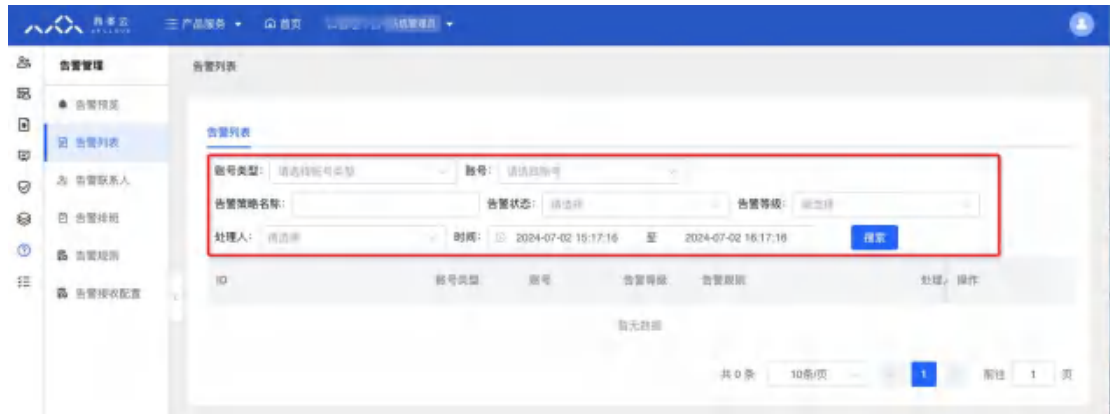 产品服务 首页
告警管理
告警预览
告警列表
告警联系人
告警排班
告警规则
告警接收配置
告警列表
告警列表
账号类型： 请选择账号类型 账号： 请选择账号
告警策略名称： 告警状态： 请选择 告警等级： 请选择
处理人： 请选择 时间： 2024-07-02 15:17:16 至 2024-07-02 16:17:16 搜索
ID 账号类型 账号 告警等级 告警规则 处理 操作
暂无数据
共 0 条 10条/页 1 前往 1 页